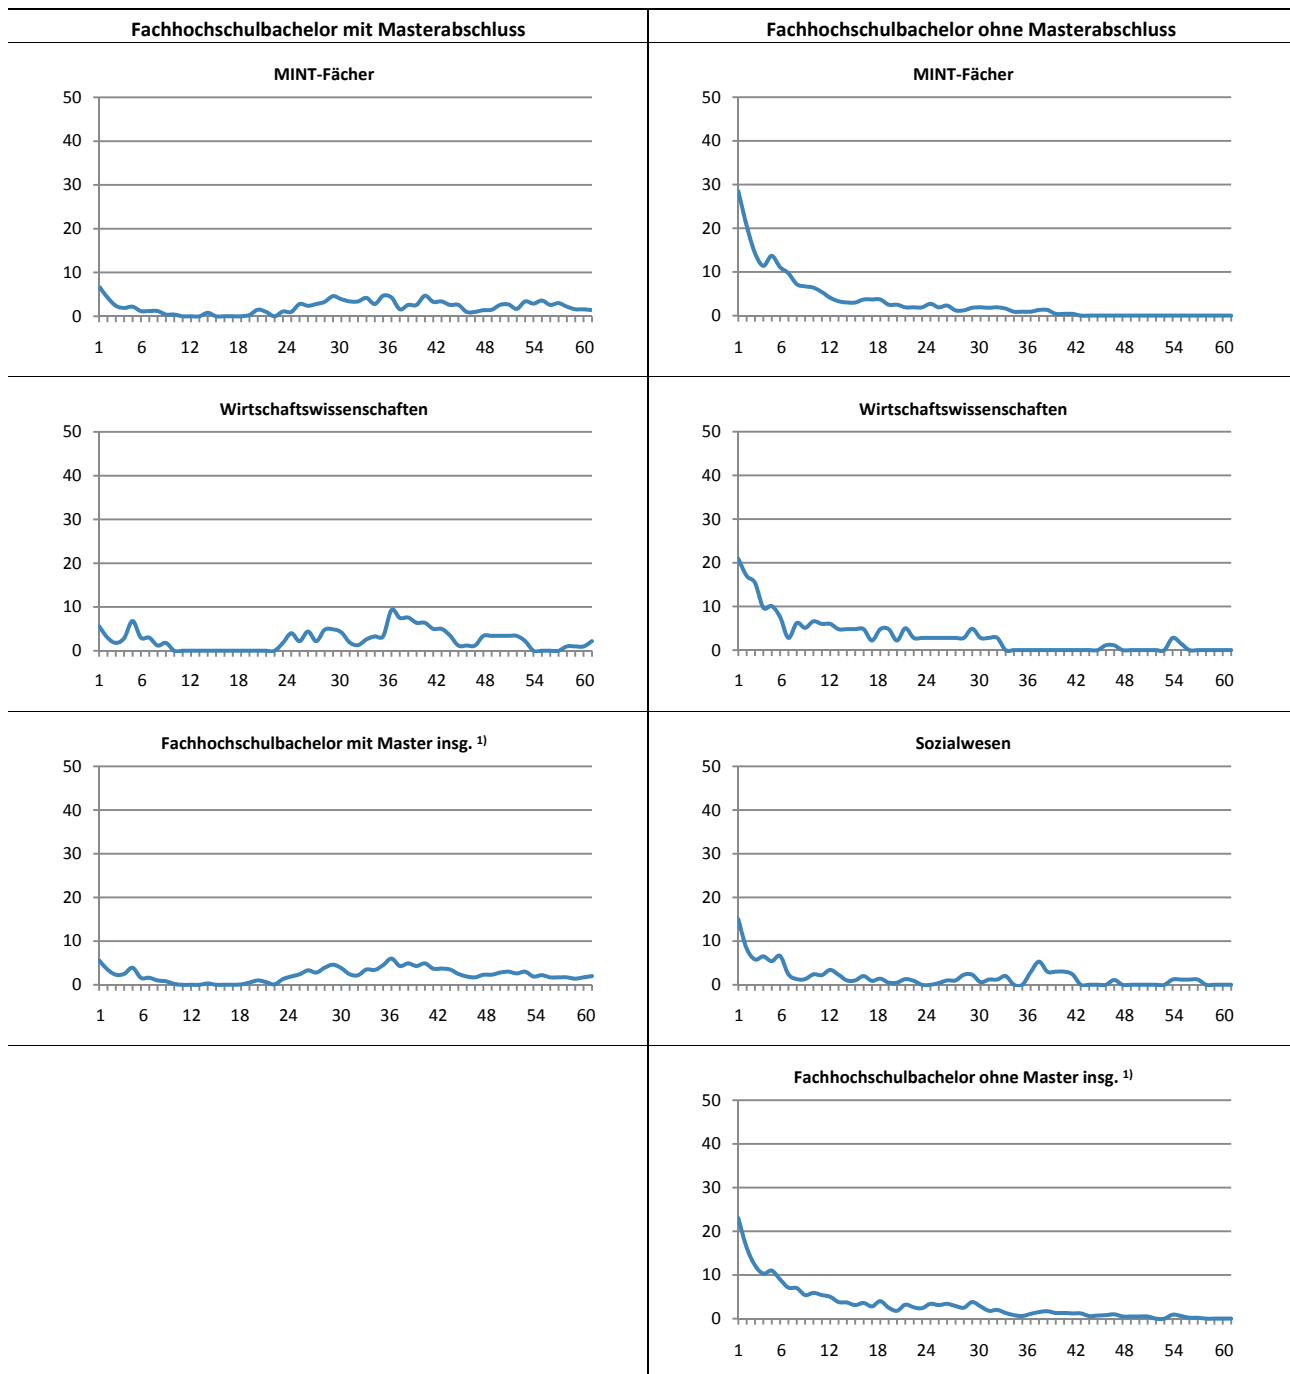 Fachhochschulbachelor mit Masterabschluss
Fachhochschulbachelor ohne Masterabschluss
MINT-Fächer
50
40
30
20
10
0
1 6 12 18 24 30 36 42 48 54 60
MINT-Fächer
50
40
30
20
10
0
1 6 12 18 24 30 36 42 48 54 60
Wirtschaftswissenschaften
50
40
30
20
10
0
1 6 12 18 24 30 36 42 48 54 60
Wirtschaftswissenschaften
50
40
30
20
10
0
1 6 12 18 24 30 36 42 48 54 60
Fachhochschulbachelor mit Master insg. 1)
50
40
30
20
10
0
1 6 12 18 24 30 36 42 48 54 60
Sozialwesen
50
40
30
20
10
0
1 6 12 18 24 30 36 42 48 54 60
Fachhochschulbachelor ohne Master insg. 1)
50
40
30
20
10
0
1 6 12 18 24 30 36 42 48 54 60